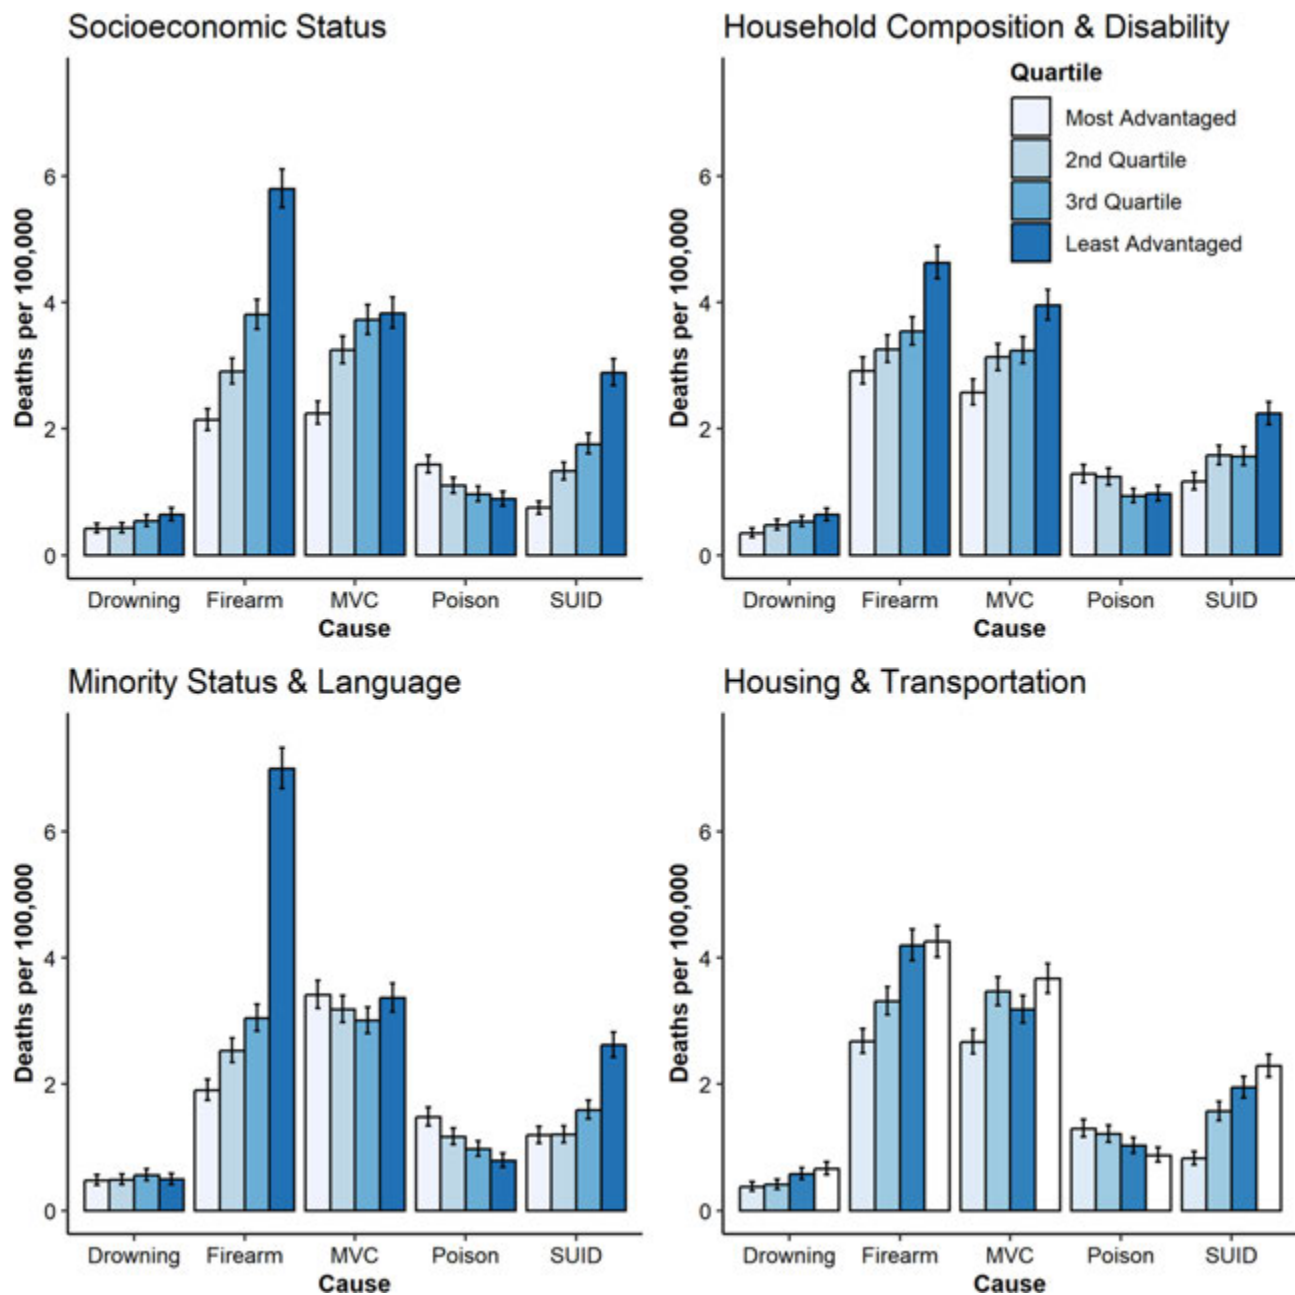 Socioeconomic Status
Deaths per 100,000
6
4
2
0
Drowning Firearm MVC Poison SUID
Cause
Household Composition & Disability
Quartile
Most Advantaged
2nd Quartile
3rd Quartile
Least Advantaged
Deaths per 100,000
6
4
2
0
Drowning Firearm MVC Poison SUID
Cause
Minority Status & Language
Deaths per 100,000
6
4
2
0
Drowning Firearm MVC Poison SUID
Cause
Housing & Transportation
Deaths per 100,000
6
4
2
0
Drowning Firearm MVC Poison SUID
Cause